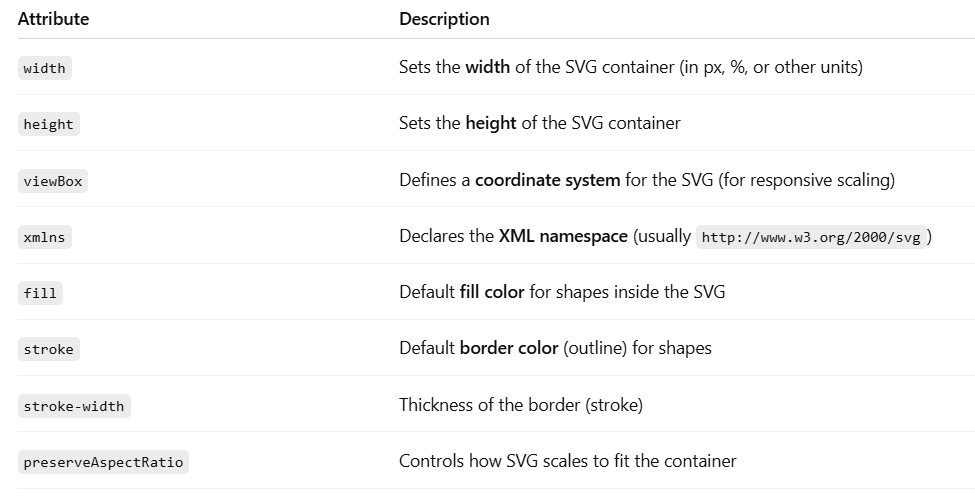 Attribute Description
width Sets the width of the SVG container (in px, %, or other units)
height Sets the height of the SVG container
viewBox Defines a coordinate system for the SVG (for responsive scaling)
xmlns Declares the XML namespace (usually http://www.w3.org/2000/svg)
fill Default fill color for shapes inside the SVG
stroke Default border color (outline) for shapes
stroke-width Thickness of the border (stroke)
preserveAspectRatio Controls how SVG scales to fit the container